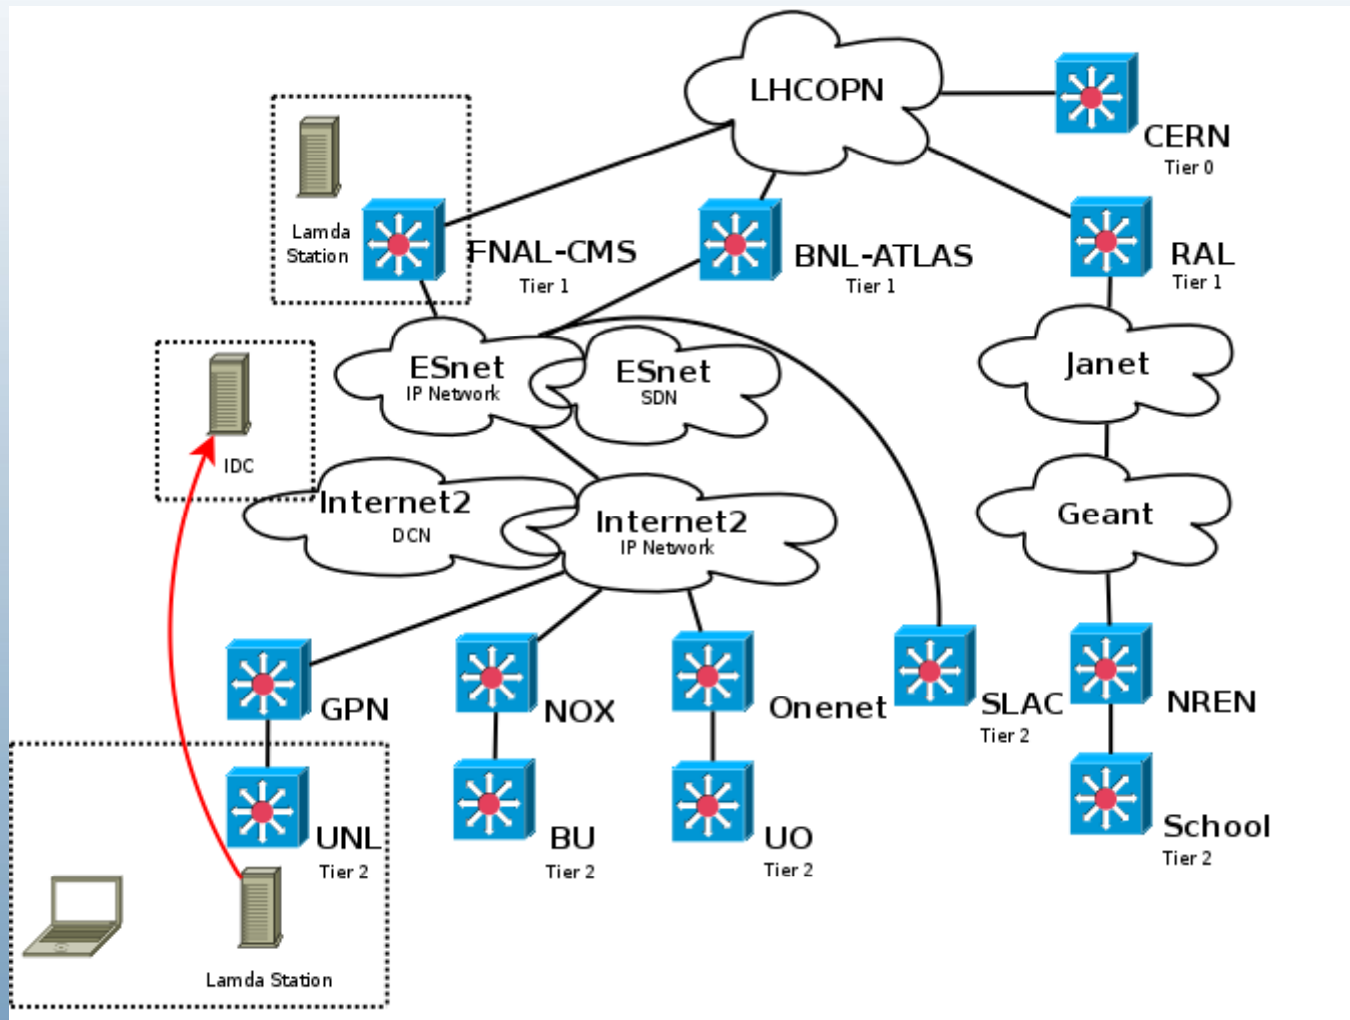 LHCOPN
CERN
Tier 0
Lamda
Station
FNAL-CMS
Tier 1
BNL-ATLAS
Tier 1
RAL
Tier 1
ESnet
IP Network
ESnet
SDN
Janet
IDC
Internet2
DCN
Internet2
IP Network
Geant
GPN
NOX
Onenet
SLAC
Tier 2
NREN
UNL
Tier 2
BU
Tier 2
UO
Tier 2
School
Tier 2
Lamda Station